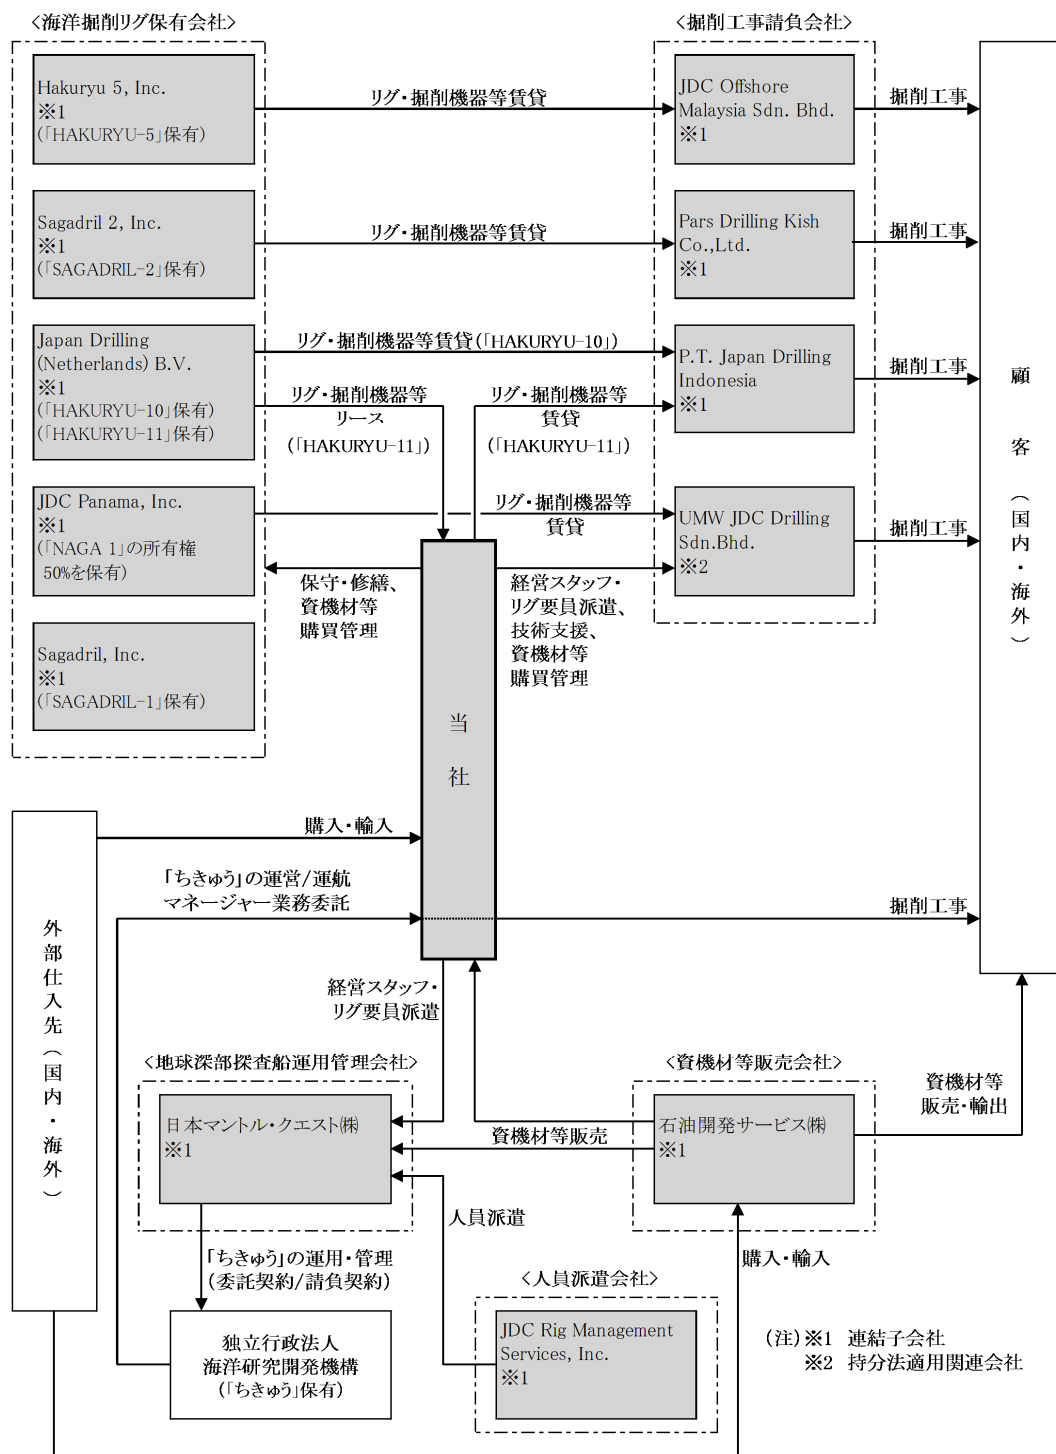 <海洋掘削リグ保有会社>
<掘削工事請負会社>
Hakuryu 5, Inc.
※1
(「HAKURYU-5」保有)
リグ・掘削機器等賃貸
JDC Offshore
Malaysia Sdn. Bhd.
※1
掘削工事
Sagadril 2, Inc.
※1
(「SAGADRIL-2」保有)
リグ・掘削機器等賃貸
Pars Drilling Kish
Co.,Ltd.
※1
掘削工事
Japan Drilling
(Netherlands) B.V.
※1
(「HAKURYU-10」保有)
(「HAKURYU-11」保有)
リグ・掘削機器等賃貸(「HAKURYU-10」)
リグ・掘削機器等
リース
(「HAKURYU-11」)
リグ・掘削機器等
賃貸
(「HAKURYU-11」)
P.T. Japan Drilling
Indonesia
※1
掘削工事
顧客(国内・海外)
JDC Panama, Inc.
※1
(「NAGA 1」の所有権
50%を保有)
リグ・掘削機器等
賃貸
UMW JDC Drilling
Sdn.Bhd.
※2
掘削工事
保守・修繕、
資機材等
購買管理
経営スタッフ・
リグ要員派遣、
技術支援、
資機材等
購買管理
Sagadril, Inc.
※1
(「SAGADRIL-1」保有)
当社
購入・輸入
「ちきゅう」の運営/運航
マネージャー業務委託
掘削工事
外部仕入先(国内・海外)
経営スタッフ・
リグ要員派遣
<地球深部探査船運用管理会社>
<資機材等販売会社>
資機材等
販売・輸出
日本マントル・クエスト㈱
※1
資機材等販売
石油開発サービス㈱
※1
人員派遣
「ちきゅう」の運用・管理
(委託契約/請負契約)
購入・輸入
<人員派遣会社>
独立行政法人
海洋研究開発機構
(「ちきゅう」保有)
JDC Rig Management
Services, Inc.
※1
(注)※1 連結子会社
※2 持分法適用関連会社